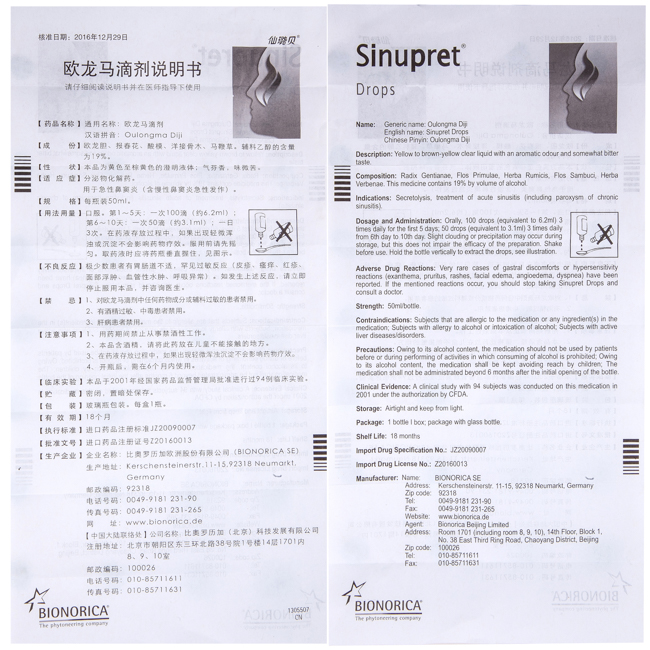 核准日期：2016年12月29日
仙璐贝®
欧龙马滴剂说明书
请仔细阅读说明书并在医师指导下使用
【药品名称】通用名称：欧龙马滴剂
汉语拼音：Oulongma Diji
【成 份】欧龙胆、报春花、酸模、洋接骨木、马鞭草。辅料乙醇的含量
为19%。
【性 状】本品为黄色至棕黄色的澄明液体；气芬香、味微苦。
【适 应 症】分泌物化解药。
用于急性鼻窦炎（含慢性鼻窦炎急性发作）。
【规 格】每瓶装50ml。
【用法用量】口服。第1～5天：一次100滴（约6.2ml）；
第6～10天：一次50滴（约3.1ml）；一日
3次。在药液存放过程中，如果出现轻微浑
浊或沉淀不会影响药物疗效。服用前请先摇
匀。取药液时应将药瓶垂直握住，见图示。
【不良反应】极少数患者有胃肠道不适、罕见过敏反应（皮疹、瘙痒、红疹、
面部浮肿、血管性水肿、呼吸异常）。如发生上述反应，请立即
停止服用本品，并咨询医生。
【禁 忌】1、对欧龙马滴剂中任何药物成分或辅料过敏的患者禁用。
2、有酒精过敏、中毒患者禁用。
3、肝病患者禁用。
【注意事项】1、用药期间禁止从事禁酒性工作。
2、本品含酒精、请将此药放在儿童不能接触的地方。
3、在药液存放过程中，如果出现轻微浑浊或沉淀不会影响药物疗效。
4、开瓶后，需在6个月内使用。
【临床实验】本品于2001年经国家药品监督管理局批准进行过94例临床实验。
【贮 藏】密闭、置暗处保存。
【包 装】玻璃瓶包装。每盒1瓶。
【有 效 期】18个月
【执行标准】进口药品注册标准JZ20090007
【批准文号】进口药品注册证号Z20160013
【生产企业】企业名称：比奥罗历加欧洲股份有限公司（BIONORICA SE）
生产地址：Kerschensteinerstr.11-15,92318 Neumarkt,
Germany
邮政编码：92318
电话号码：0049-9181 231-90
传真号码：0049-9181 231-265
网 址：www.bionorica.de
【中国大陆联络处】公司名称：比奥罗历加（北京）科技发展有限公司
注册地址：北京市朝阳区东三环北路38号院1号楼14层1701内
8、9、10室
邮政编码：100026
电话号码：010-85711611
传真号码：010-85711631
BIONORICA®
The phytoneering company
1305507
CN
Sinupret®
Drops
Name: Generic name: Oulongma Diji
English name: Sinupret Drops
Chinese Pinyin: Oulongma Diji
Description: Yellow to brown-yellow clear liquid with an aromatic odour and somewhat bitter
taste.
Composition: Radix Gentianae, Flos Primulae, Herba Rumicis, Flos Sambuci, Herba
Verbenae. This medicine contains 19% by volume of alcohol.
Indications: Secretolysis, treatment of acute sinusitis (including paroxysm of chronic
sinusitis).
Dosage and Administration: Orally, 100 drops (equivalent to 6.2ml) 3
times daily for the first 5 days; 50 drops (equivalent to 3.1ml) 3 times daily
from 6th day to 10th day. Slight clouding or precipitation may occur during
storage, but this does not impair the efficacy of the preparation. Shake
before use. Hold the bottle vertically to extract the drops, see illustration.
Adverse Drug Reactions: Very rare cases of gastrial discomforts or hypersensitivity
reactions (exanthema, pruritus, rashes, facial edema, angioedema, dyspnea) have been
reported. If the mentioned reactions occur, you should stop taking Sinupret Drops and
consult a doctor.
Strength: 50ml/bottle.
Contraindications: Subjects that are allergic to the medication or any ingredient(s) in the
medication; Subjects with allergy to alcohol or intoxication of alcohol, Subjects with active
liver diseases/disorders.
Precautions: Owing to its alcohol content, the medication should not be used by patients
before or during performing of activities in which consuming of alcohol is prohibited; Owing
to its alcohol content, the medication shall be kept avoding reach by children; The
medication shall not be administrated beyond 6 months after the initial opening of the bottle.
Clinical Evidence: A clinical study with 94 subjects was conducted on this medication in
2001 under the authorization by CFDA.
Storage: Airtight and keep from light.
Package: 1 bottle l box; package with glass bottle.
Shelf Life: 18 months
Import Drug Specification No.: JZ20090007
Import Drug License No.: Z20160013
Manufacturer: Name: BIONORICA SE
Address: Kerschensteinerstr. 11-15, 92318 Neumarkt, Germany
Zip code: 92318
Tel: 0049-9181 231-90
Fax: 0049-9181 231-265
Website: www.bionorica.de
Agent: Bionorica Beijing Limited
Address: Room 1701 (including room 8, 9, 10), 14th Floor, Block 1,
No. 38 East Third Ring Road, Chaoyang District, Beijing
Zip code: 100026
Tel: 010-85711611
Fax: 010-85711631
BIONORICA®
The phytoneering company